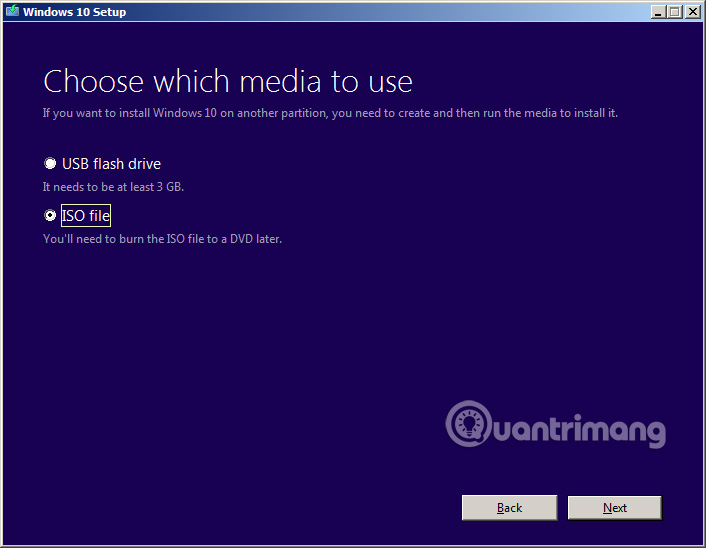 Windows 10 Setup
Choose which media to use
If you want to install Windows 10 on another partition, you need to create and then run the media to install it.
USB flash drive
It needs to be at least 3 GB.
ISO file
You'll need to burn the ISO file to a DVD later.
Quantrimang
Back
Next